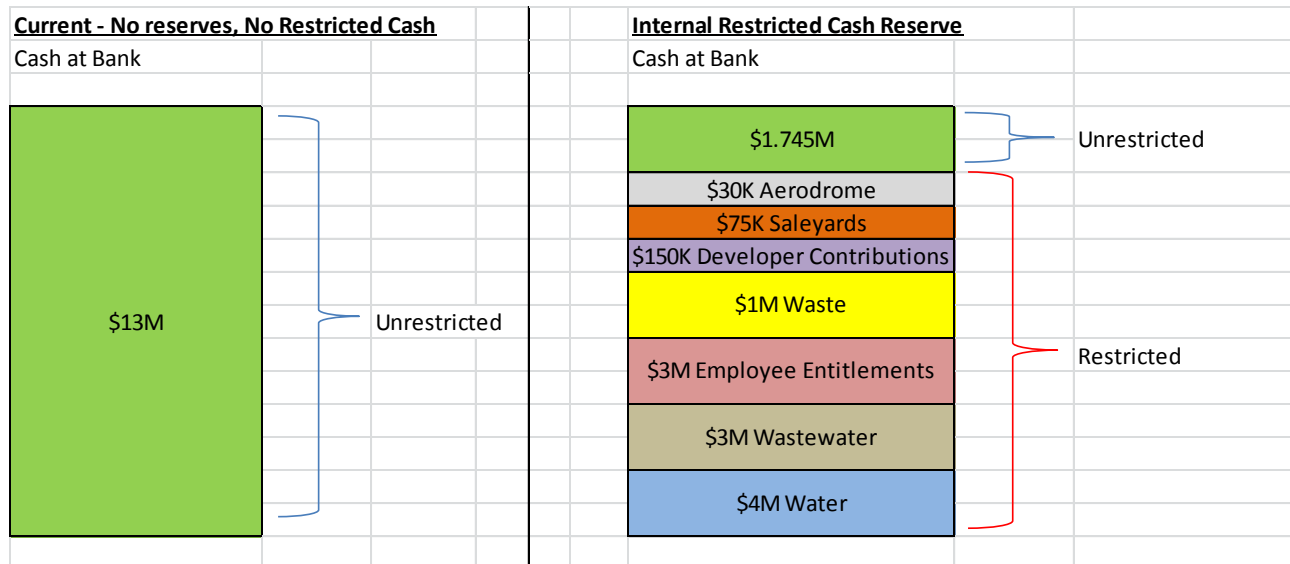 Current - No reserves, No Restricted Cash
Cash at Bank
$13M
Unrestricted
Internal Restricted Cash Reserve
Cash at Bank
$1.745M
Unrestricted
$30K Aerodrome
$75K Saleyards
$150K Developer Contributions
$1M Waste
$3M Employee Entitlements
Restricted
$3M Wastewater
$4M Water